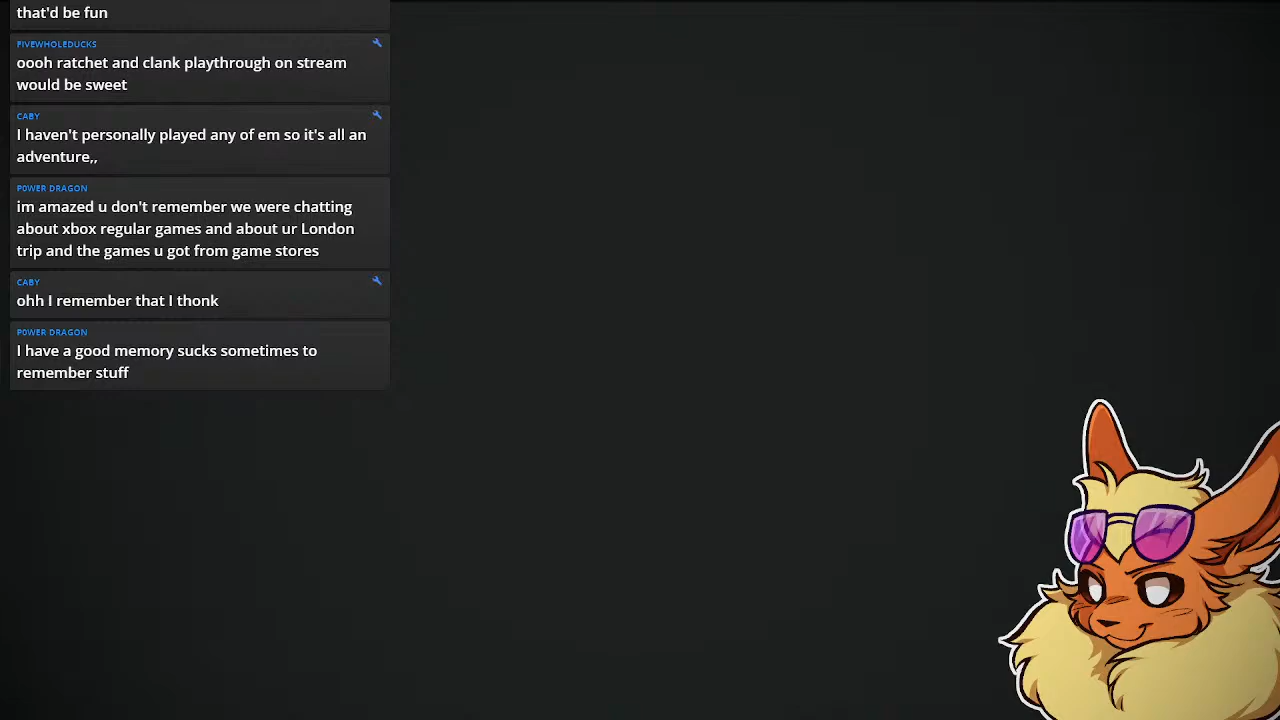 that'd be fun
FIVEWHOLEDUCKS
oooh ratchet and clank playthrough on stream
would be sweet
CABY
I haven't personally played any of em so it's all an
adventure,,
P0WER DRAGON
im amazed u don't remember we were chatting
about xbox regular games and about ur London
trip and the games u got from game stores
CABY
ohh I remember that I thonk
P0WER DRAGON
I have a good memory sucks sometimes to
remember stuff